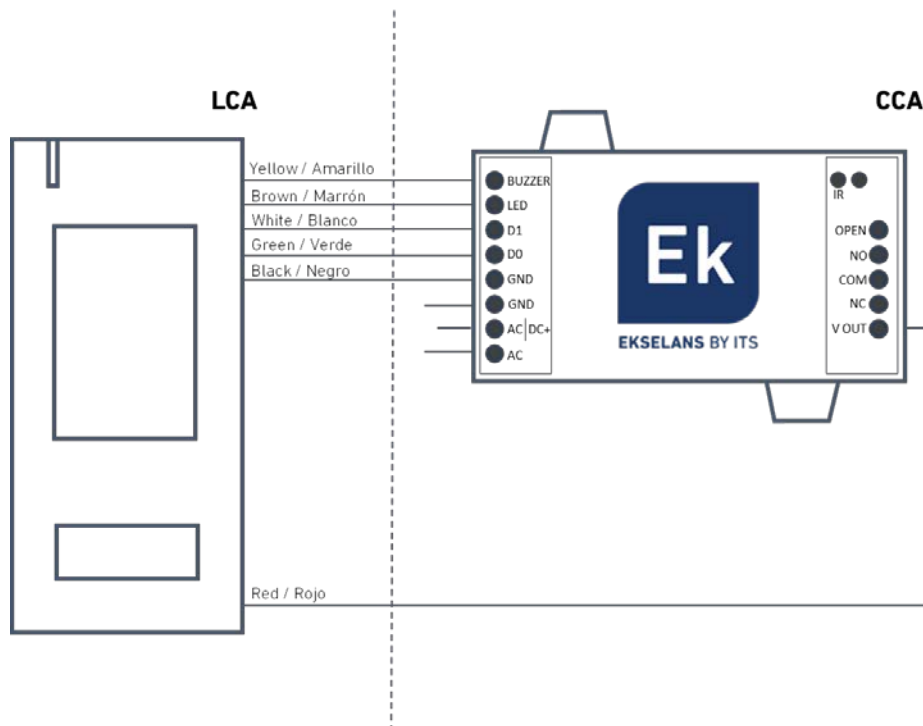 LCA
CCA
Yellow / Amarillo
Brown / Marrón
White / Blanco
Green / Verde
Black / Negro
Red / Rojo
BUZZER
LED
D1
D0
GND
GND
AC|DC+
AC
Ek
EKSELANS BY ITS
IR
OPEN
NO
COM
NC
V OUT